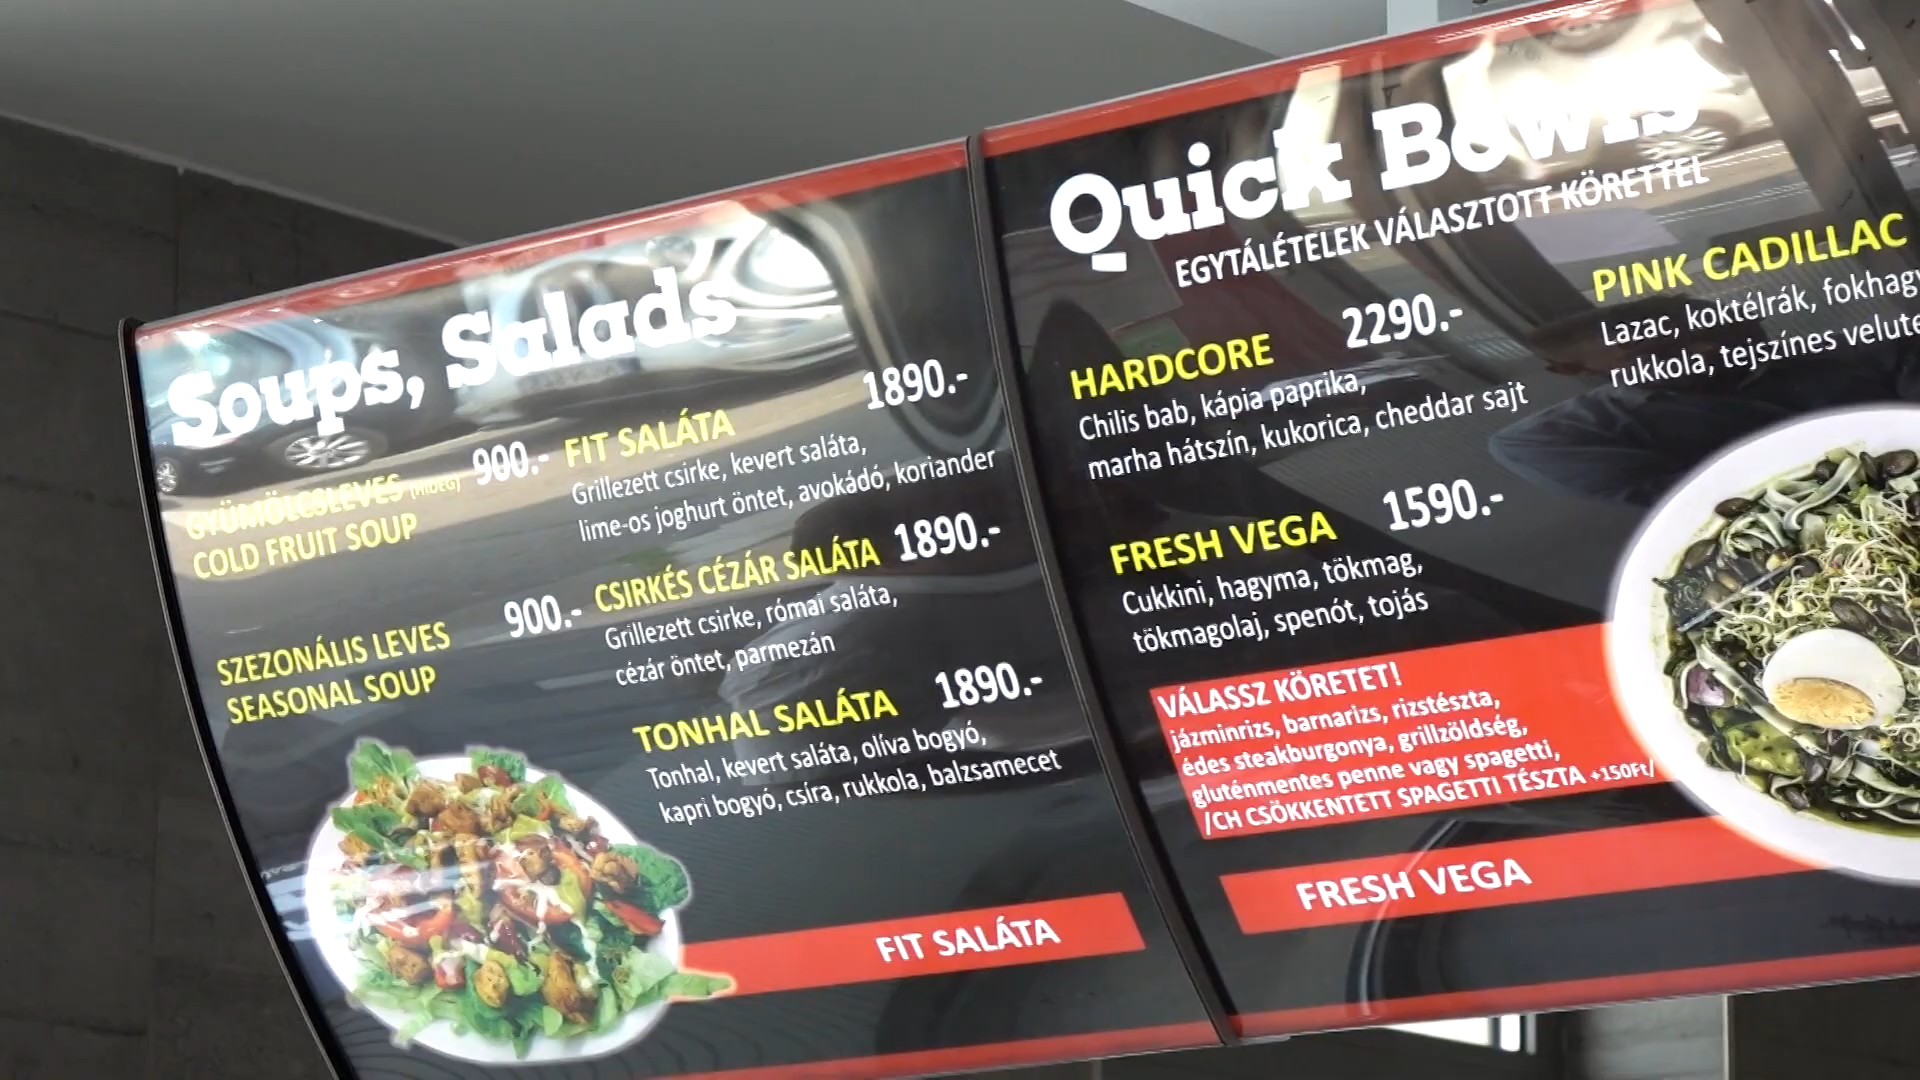 Soups, Salads
GYÜMÖLCSLEVES (HIDEG) 900.-
COLD FRUIT SOUP
SZEZONÁLIS LEVES 900.-
SEASONAL SOUP
FIT SALÁTA 1890.-
Grillezett csirke, kevert saláta,
lime-os joghurt öntet, avokádó, koriander
CSIRKÉS CÉZÁR SALÁTA 1890.-
Grillezett csirke, római saláta,
cézár öntet, parmezán
TONHAL SALÁTA 1890.-
Tonhal, kevert saláta, olíva bogyó,
kapri bogyó, csíra, rukkola, balzsamecet
FIT SALÁTA
Quick Bowls
EGYTÁLÉTELEK VÁLASZTOTT KÖRETTEL
HARDCORE 2290.-
Chilis bab, kápia paprika,
marha hátszín, kukorica, cheddar sajt
FRESH VEGA 1590.-
Cukkini, hagyma, tökmag,
tökmagolaj, spenót, tojás
VÁLASSZ KÖRETET!
jázminrizs, barnarizs, rizstészta,
édes steakburgonya, grillzöldség,
gluténmentes penne vagy spagetti,
/CH CSÖKKENTETT SPAGETTI TÉSZTA +150Ft/
FRESH VEGA
PINK CADILLAC
Lazac, koktélrák,
rukkola, tejszínes